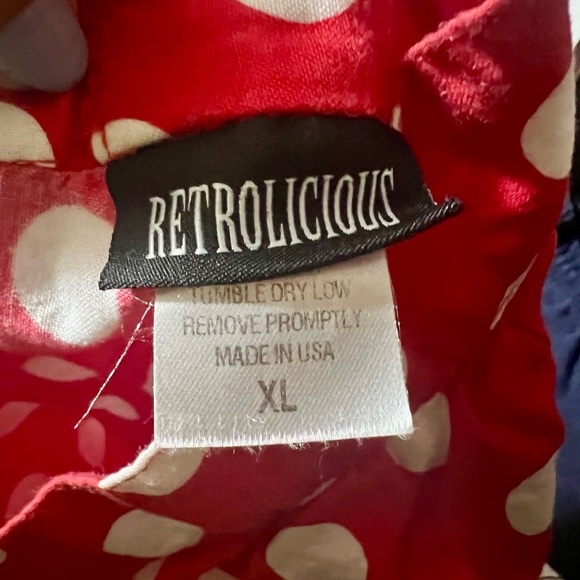 RETROLICIOUS
TUMBLE DRY LOW
REMOVE PROMPTLY
MADE IN USA
XL